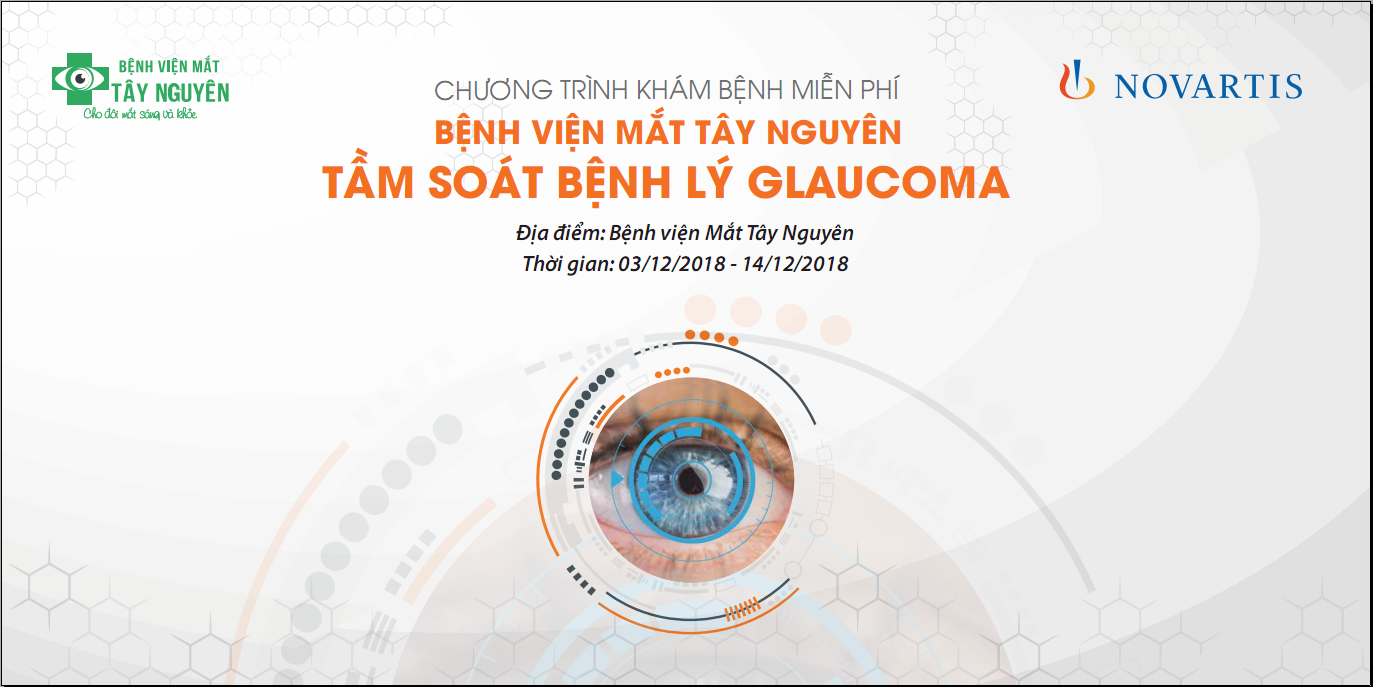 BỆNH VIỆN MẮT
TÂY NGUYÊN
Cho đôi mắt sáng và khỏe
NOVARTIS
CHƯƠNG TRÌNH KHÁM BỆNH MIỄN PHÍ
BỆNH VIỆN MẮT TÂY NGUYÊN
TẦM SOÁT BỆNH LÝ GLAUCOMA
Địa điểm: Bệnh viện Mắt Tây Nguyên
Thời gian: 03/12/2018 - 14/12/2018